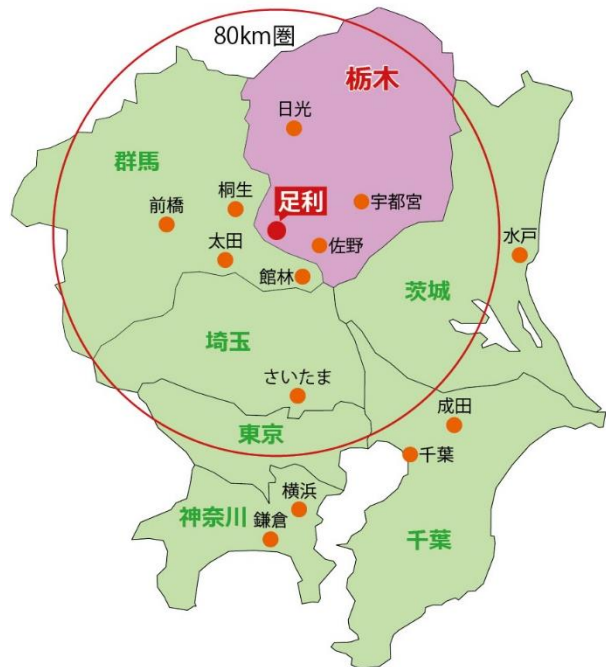 80km圏
栃木
日光
群馬
桐生
足利
宇都宮
前橋
太田
佐野
水戸
館林
茨城
埼玉
さいたま
成田
東京
千葉
横浜
神奈川
鎌倉
千葉